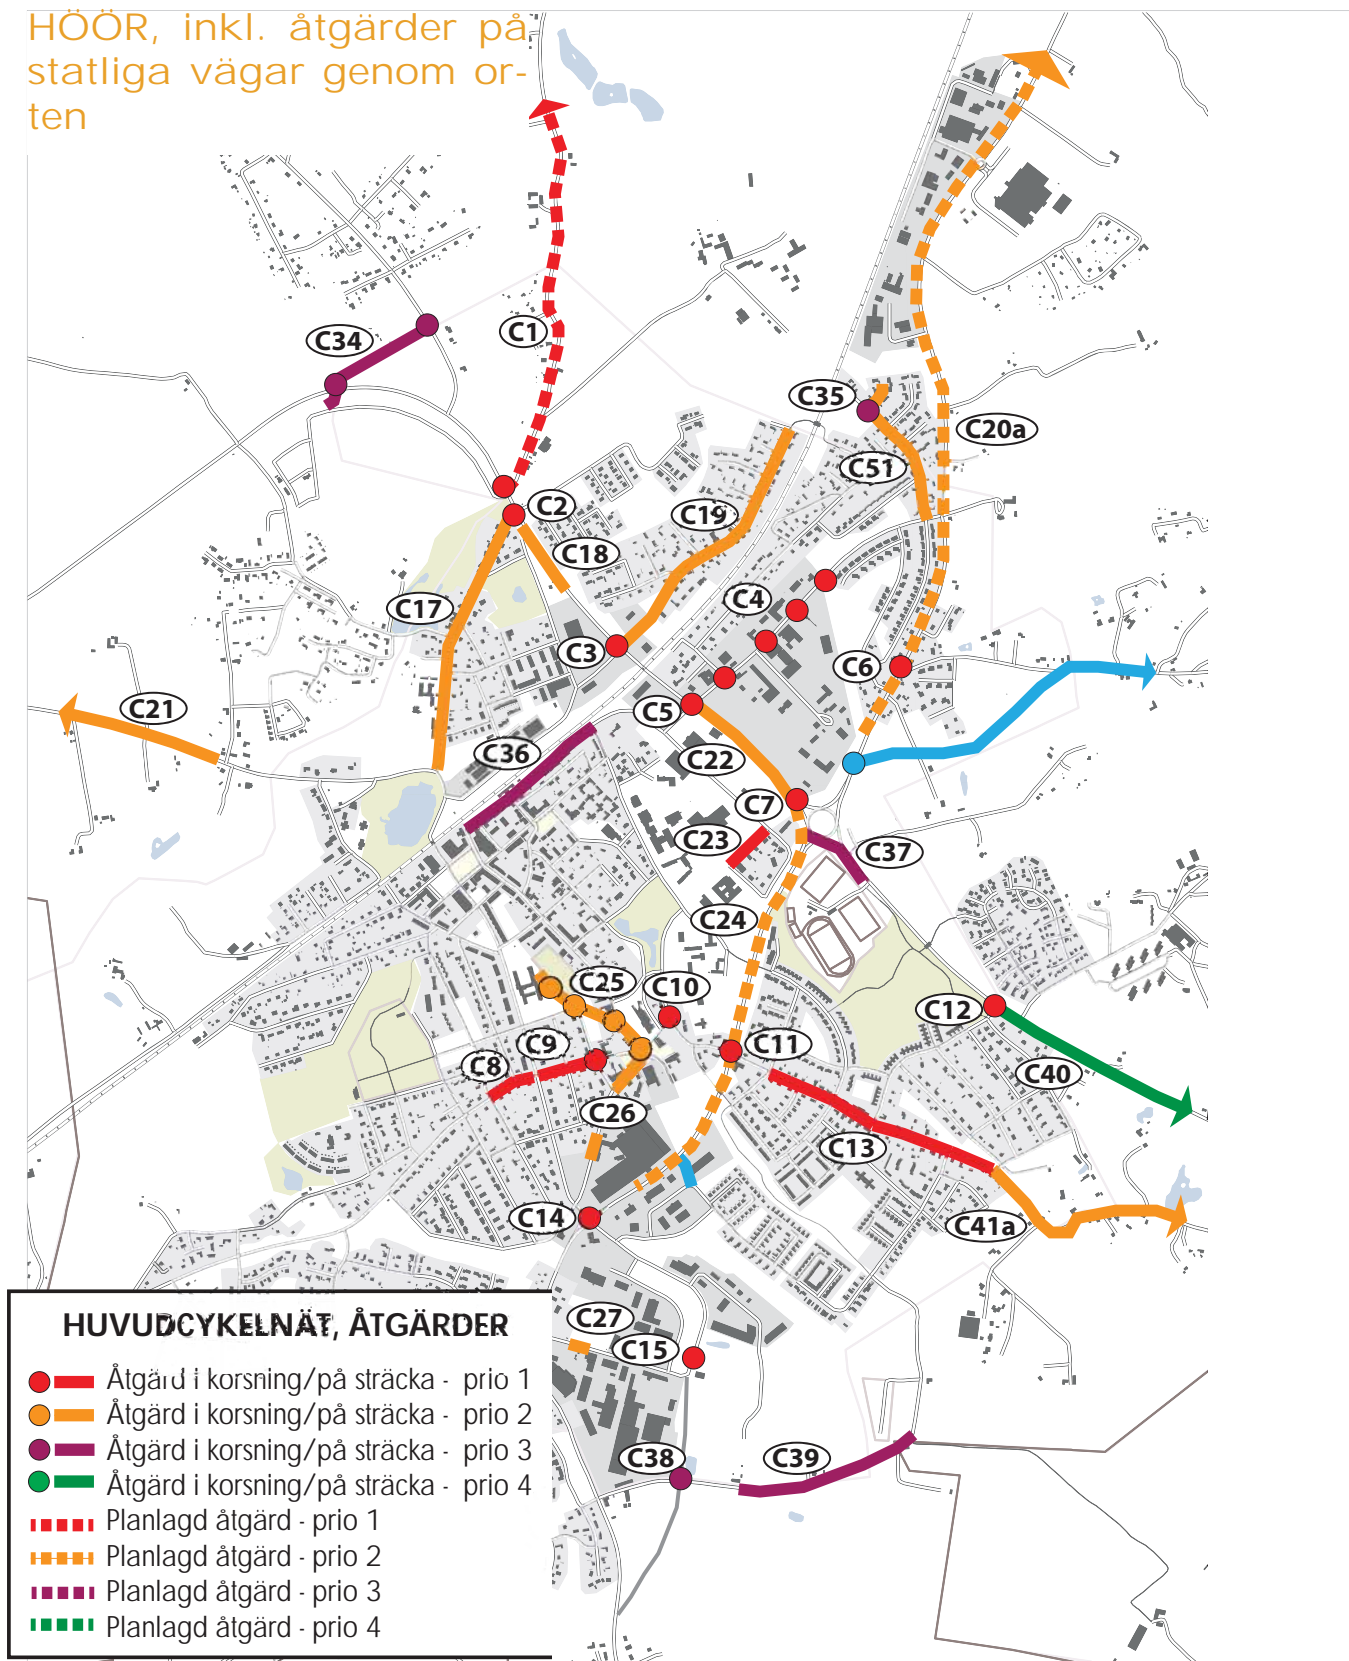 HÖÖR, inkl. åtgärder på
statliga vägar genom or-
ten
C34
C1
C35
C20a
C51
C2
C19
C18
C17
C4
C3
C6
C21
C5
C36
C22
C7
C23
C37
C24
C25
C10
C12
C9
C11
C8
C40
C26
C13
C14
C41a
C27
C15
C38
C39
HUVUDCYKELNÄT, ÅTGÄRDER
Åtgärd i korsning/på sträcka - prio 1
Åtgärd i korsning/på sträcka - prio 2
Åtgärd i korsning/på sträcka - prio 3
Åtgärd i korsning/på sträcka - prio 4
Planlagd åtgärd - prio 1
Planlagd åtgärd - prio 2
Planlagd åtgärd - prio 3
Planlagd åtgärd - prio 4